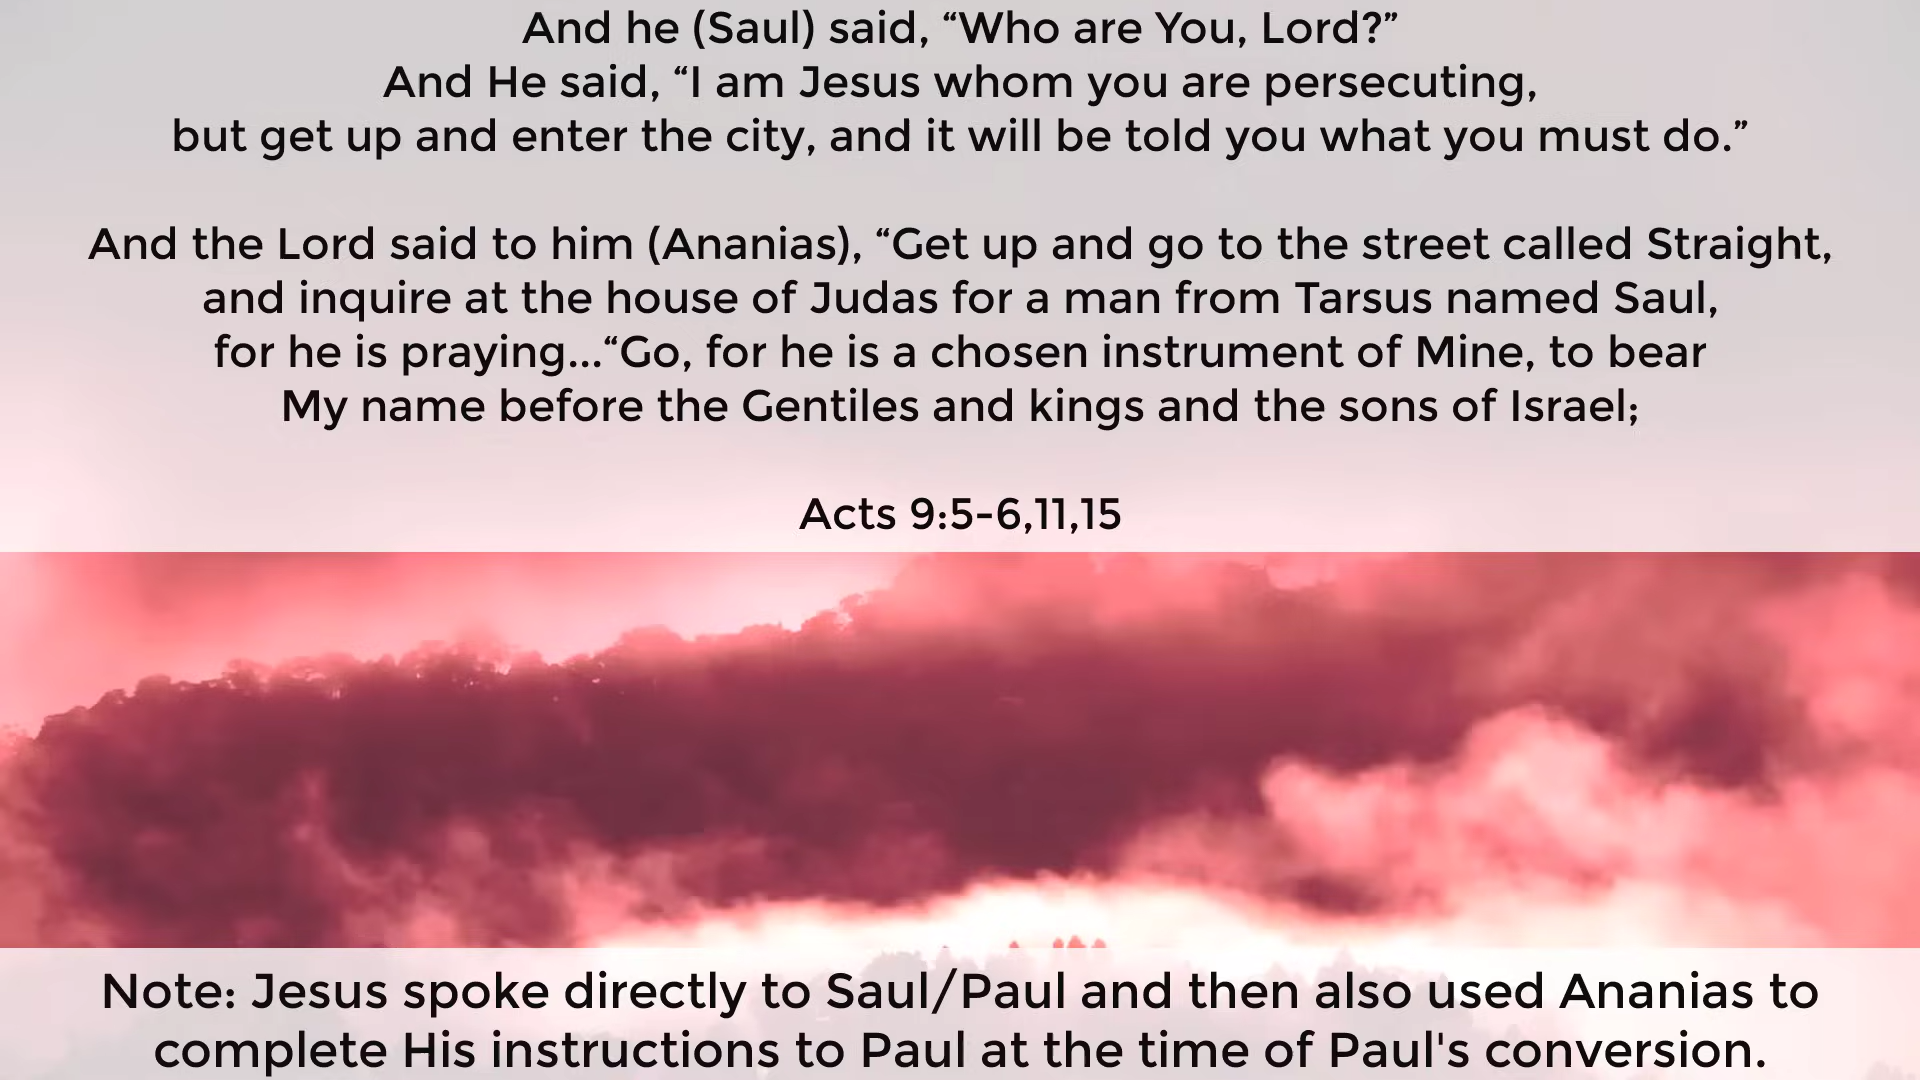 And he (Saul) said, “Who are You, Lord?”
And He said, “I am Jesus whom you are persecuting,
but get up and enter the city, and it will be told you what you must do.”
And the Lord said to him (Ananias), “Get up and go to the street called Straight,
and inquire at the house of Judas for a man from Tarsus named Saul,
for he is praying...“Go, for he is a chosen instrument of Mine, to bear
My name before the Gentiles and kings and the sons of Israel;
Acts 9:5-6,11,15
Note: Jesus spoke directly to Saul/Paul and then also used Ananias to
complete His instructions to Paul at the time of Paul's conversion.